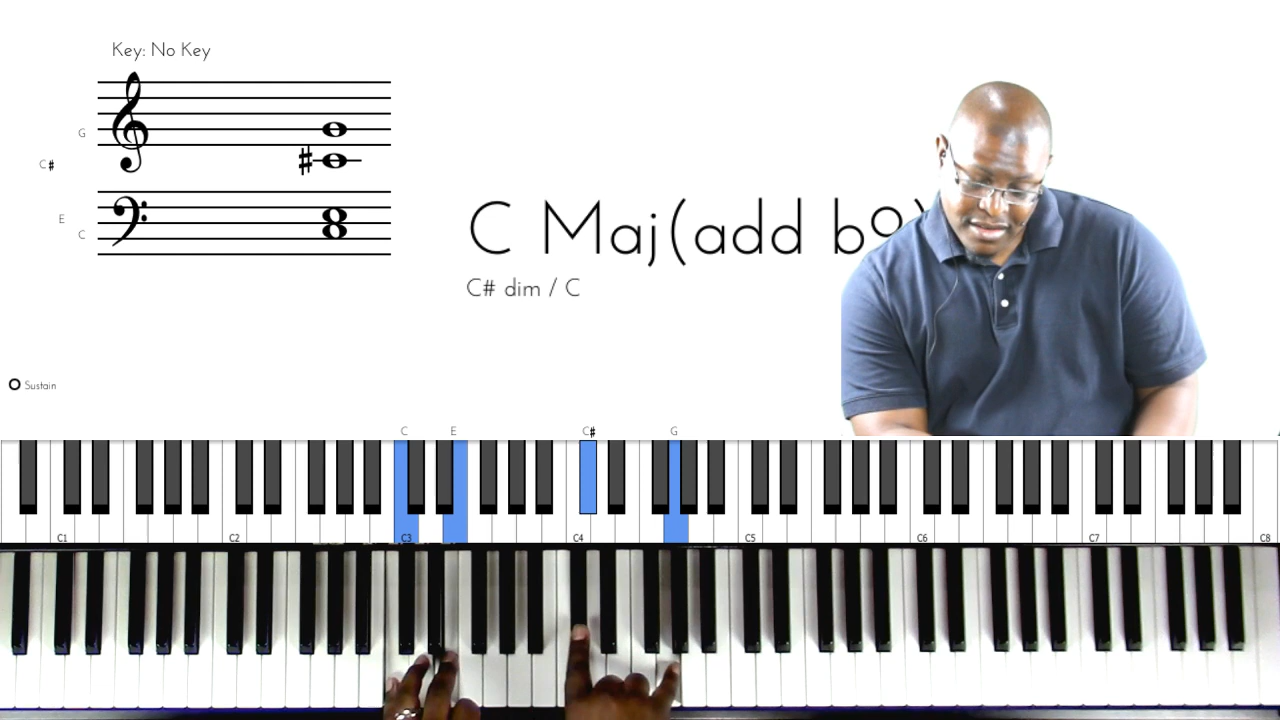 Key: No Key
G
C#
E
C
C Maj(add b9)
C# dim / C
Sustain
C E C# G
C1 C2 C3 C4 C5 C6 C7 C8